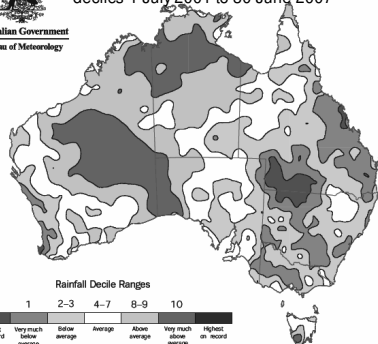 deciles 1 July 2001 to 30 June 2007
alian Government
au of Meteorology
Rainfall Decile Ranges
1 2–3 4–7 8–9 10
Very much Below Average Above Very much Highest
below average average above on record
average average